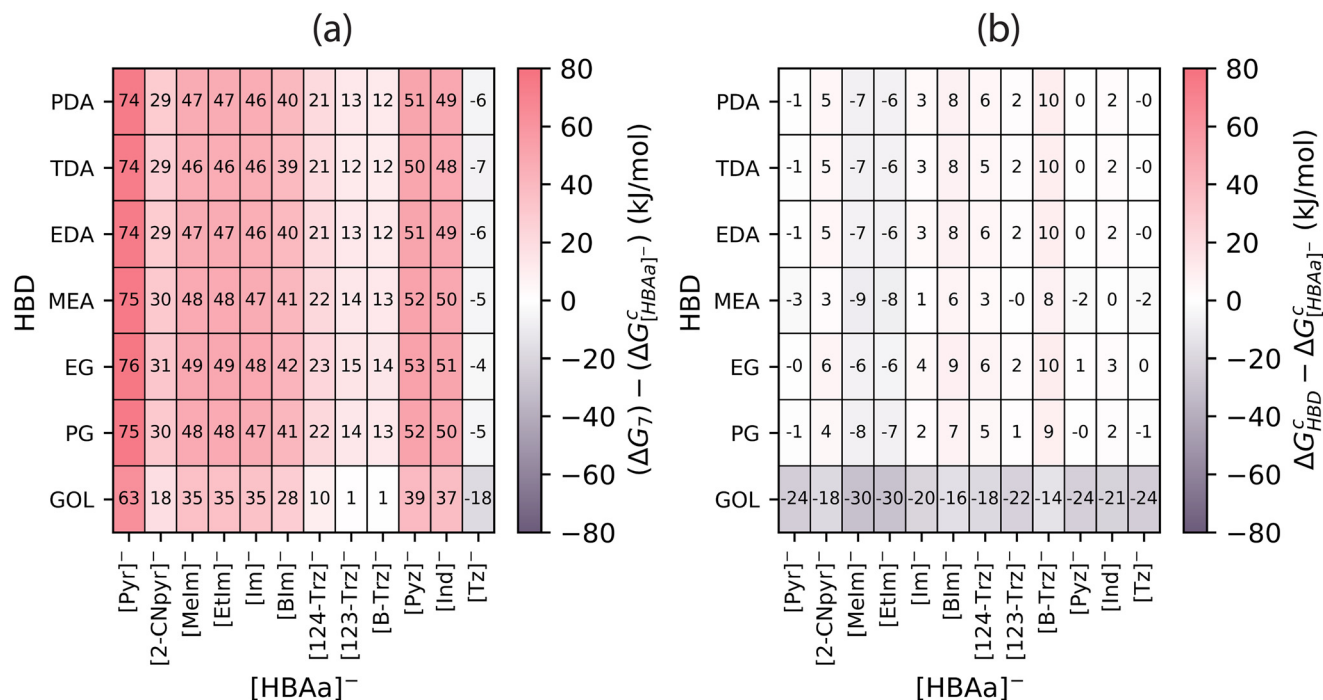 (a)
PDA 74 29 47 47 46 40 21 13 12 51 49 -6
TDA 74 29 46 46 46 39 21 12 12 50 48 -7
EDA 74 29 47 47 46 40 21 13 12 51 49 -6
MEA 75 30 48 48 47 41 22 14 13 52 50 -5
EG 76 31 49 49 48 42 23 15 14 53 51 -4
PG 75 30 48 48 47 41 22 14 13 52 50 -5
GOL 63 18 35 35 35 28 10 1 1 39 37 -18
HBD
[Pyr]⁻
[2-CNpyr]⁻
[MeIm]⁻
[EtIm]⁻
[Im]⁻
[BIm]⁻
[124-Trz]⁻
[123-Trz]⁻
[B-Trz]⁻
[Pyz]⁻
[Ind]⁻
[Tz]⁻
[HBAa]⁻
80
60
40
20
0
−20
−40
−60
−80
(ΔG₇) − (ΔG^c_[HBAa]⁻) (kJ/mol)
(b)
PDA -1 5 -7 -6 3 8 6 2 10 0 2 -0
TDA -1 5 -7 -6 3 8 5 2 10 0 2 -0
EDA -1 5 -7 -6 3 8 6 2 10 0 2 -0
MEA -3 3 -9 -8 1 6 3 -0 8 -2 0 -2
EG -0 6 -6 -6 4 9 6 2 10 1 3 0
PG -1 4 -8 -7 2 7 5 1 9 -0 2 -1
GOL -24 -18 -30 -30 -20 -16 -18 -22 -14 -24 -21 -24
HBD
[Pyr]⁻
[2-CNpyr]⁻
[MeIm]⁻
[EtIm]⁻
[Im]⁻
[BIm]⁻
[124-Trz]⁻
[123-Trz]⁻
[B-Trz]⁻
[Pyz]⁻
[Ind]⁻
[Tz]⁻
[HBAa]⁻
80
60
40
20
0
−20
−40
−60
−80
ΔG^c_HBD − ΔG^c_[HBAa]⁻ (kJ/mol)